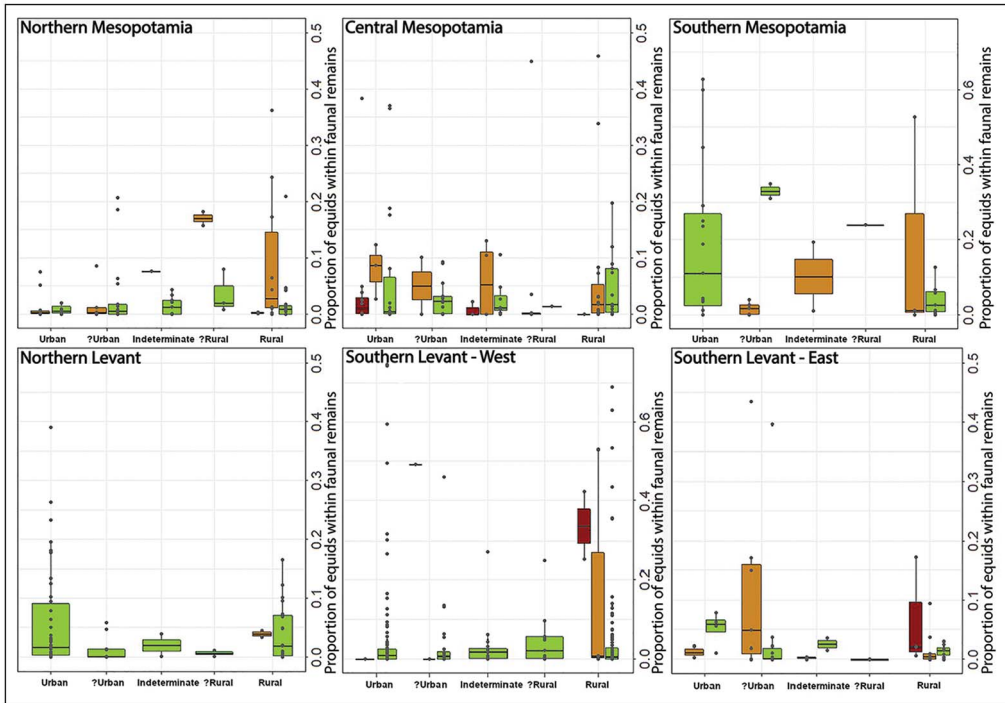 Northern Mesopotamia
0.5
0.4
0.3
0.2
0.1
0.0
Proportion of equids within faunal remains
Urban ?Urban Indeterminate ?Rural Rural
Central Mesopotamia
0.5
0.4
0.3
0.2
0.1
0.0
Proportion of equids within faunal remains
Urban ?Urban Indeterminate ?Rural Rural
Southern Mesopotamia
0.6
0.4
0.2
0.0
Proportion of equids within faunal remains
Urban ?Urban Indeterminate ?Rural Rural
Northern Levant
0.5
0.4
0.3
0.2
0.1
0.0
Proportion of equids within faunal remains
Urban ?Urban Indeterminate ?Rural Rural
Southern Levant - West
0.6
0.4
0.2
0.0
Proportion of equids within faunal remains
Urban ?Urban Indeterminate ?Rural Rural
Southern Levant - East
0.5
0.4
0.3
0.2
0.1
0.0
Proportion of equids within faunal remains
Urban ?Urban Indeterminate ?Rural Rural